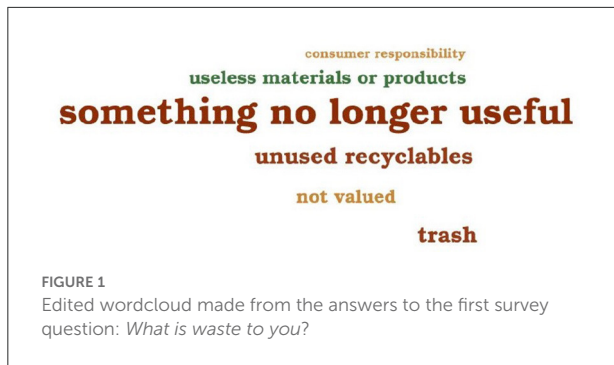 consumer responsibility
useless materials or products
something no longer useful
unused recyclables
not valued
trash
FIGURE 1
Edited wordcloud made from the answers to the first survey
question: What is waste to you?